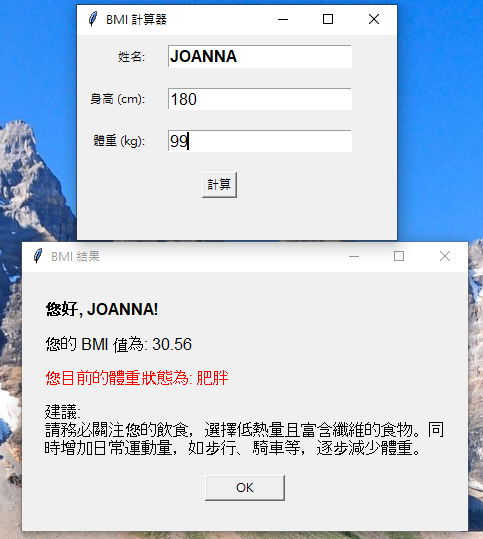 BMI 計算器
姓名: JOANNA
身高 (cm): 180
體重 (kg): 99
計算
BMI 結果
您好, JOANNA!
您的 BMI 值為: 30.56
您目前的體重狀態為: 肥胖
建議:
請務必關注您的飲食，選擇低熱量且富含纖維的食物。同
時增加日常運動量，如步行、騎車等，逐步減少體重。
OK